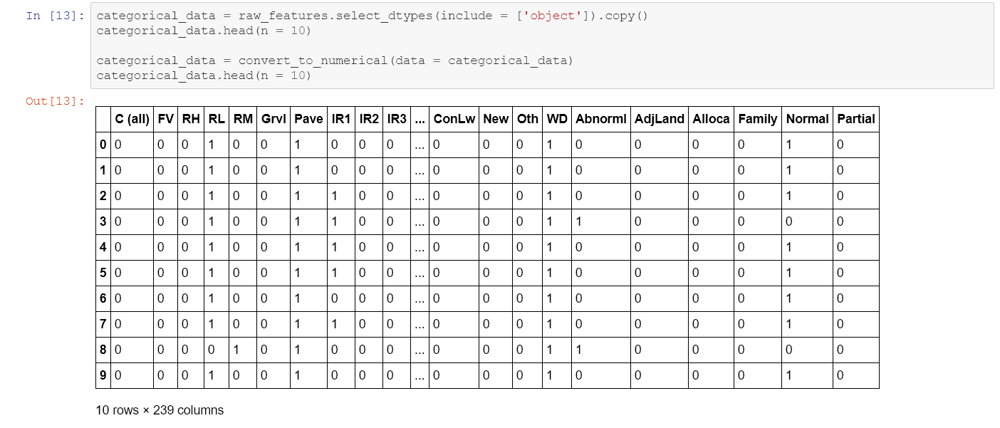 In [13]: categorical_data = raw_features.select_dtypes(include = ['object']).copy()
categorical_data.head(n = 10)
categorical_data = convert_to_numerical(data = categorical_data)
categorical_data.head(n = 10)
Out[13]:
C (all) FV RH RL RM Grvl Pave IR1 IR2 IR3 ... ConLw New Oth WD Abnorml AdjLand Alloca Family Normal Partial
0 0 0 0 1 0 0 1 0 0 0 ... 0 0 0 1 0 0 0 0 1 0
1 0 0 0 1 0 0 1 0 0 0 ... 0 0 0 1 0 0 0 0 1 0
2 0 0 0 1 0 0 1 1 0 0 ... 0 0 0 1 0 0 0 0 1 0
3 0 0 0 1 0 0 1 1 0 0 ... 0 0 0 1 1 0 0 0 0 0
4 0 0 0 1 0 0 1 1 0 0 ... 0 0 0 1 0 0 0 0 1 0
5 0 0 0 1 0 0 1 1 0 0 ... 0 0 0 1 0 0 0 0 1 0
6 0 0 0 1 0 0 1 0 0 0 ... 0 0 0 1 0 0 0 0 1 0
7 0 0 0 1 0 0 1 1 0 0 ... 0 0 0 1 0 0 0 0 1 0
8 0 0 0 0 1 0 1 0 0 0 ... 0 0 0 1 1 0 0 0 0 0
9 0 0 0 1 0 0 1 0 0 0 ... 0 0 0 1 0 0 0 0 1 0
10 rows × 239 columns